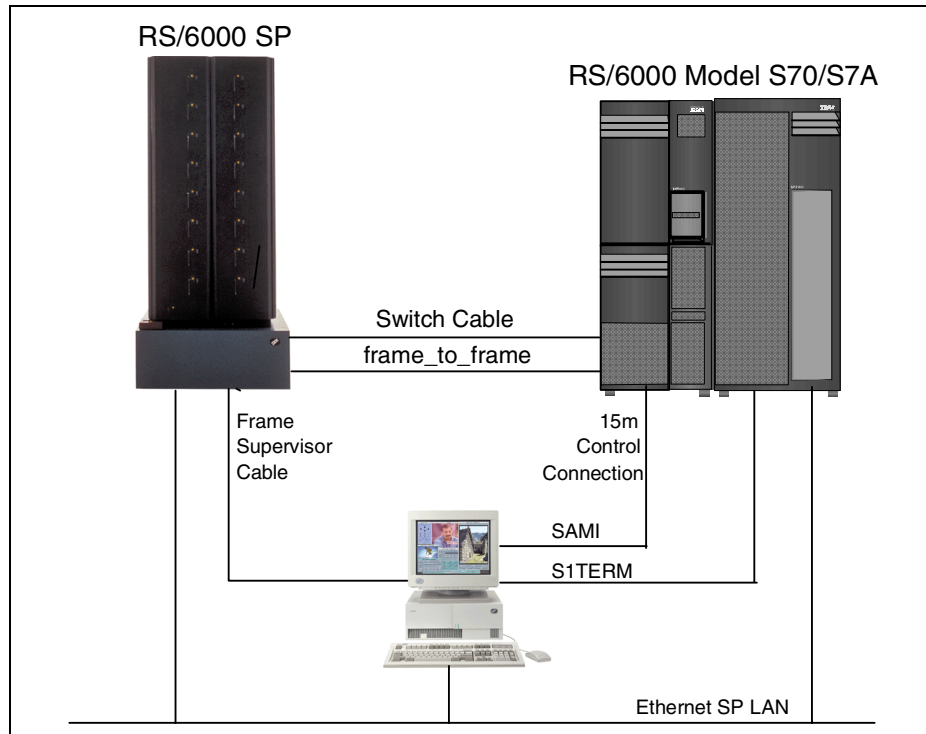 RS/6000 SP
RS/6000 Model S70/S7A
Switch Cable
frame_to_frame
Frame
Supervisor
Cable
15m
Control
Connection
SAMI
S1TERM
Ethernet SP LAN